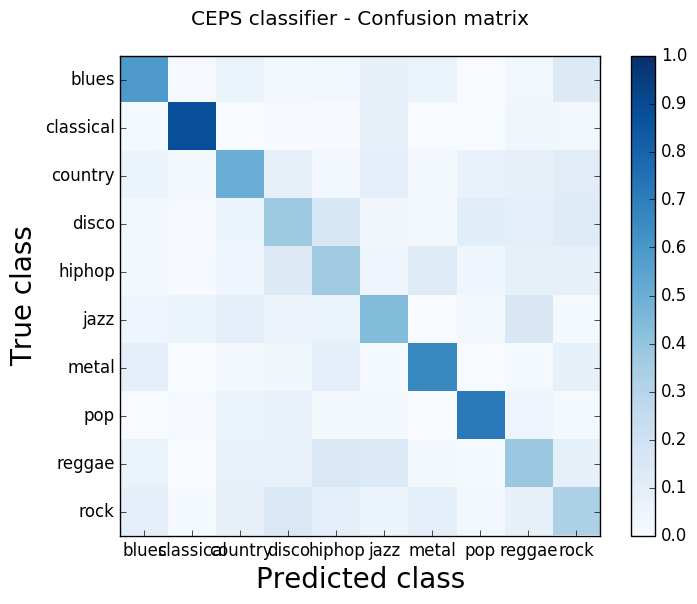 CEPS classifier - Confusion matrix
True class
blues
classical
country
disco
hiphop
jazz
metal
pop
reggae
rock
blues classical country disco hiphop jazz metal pop reggae rock
Predicted class
1.0
0.9
0.8
0.7
0.6
0.5
0.4
0.3
0.2
0.1
0.0